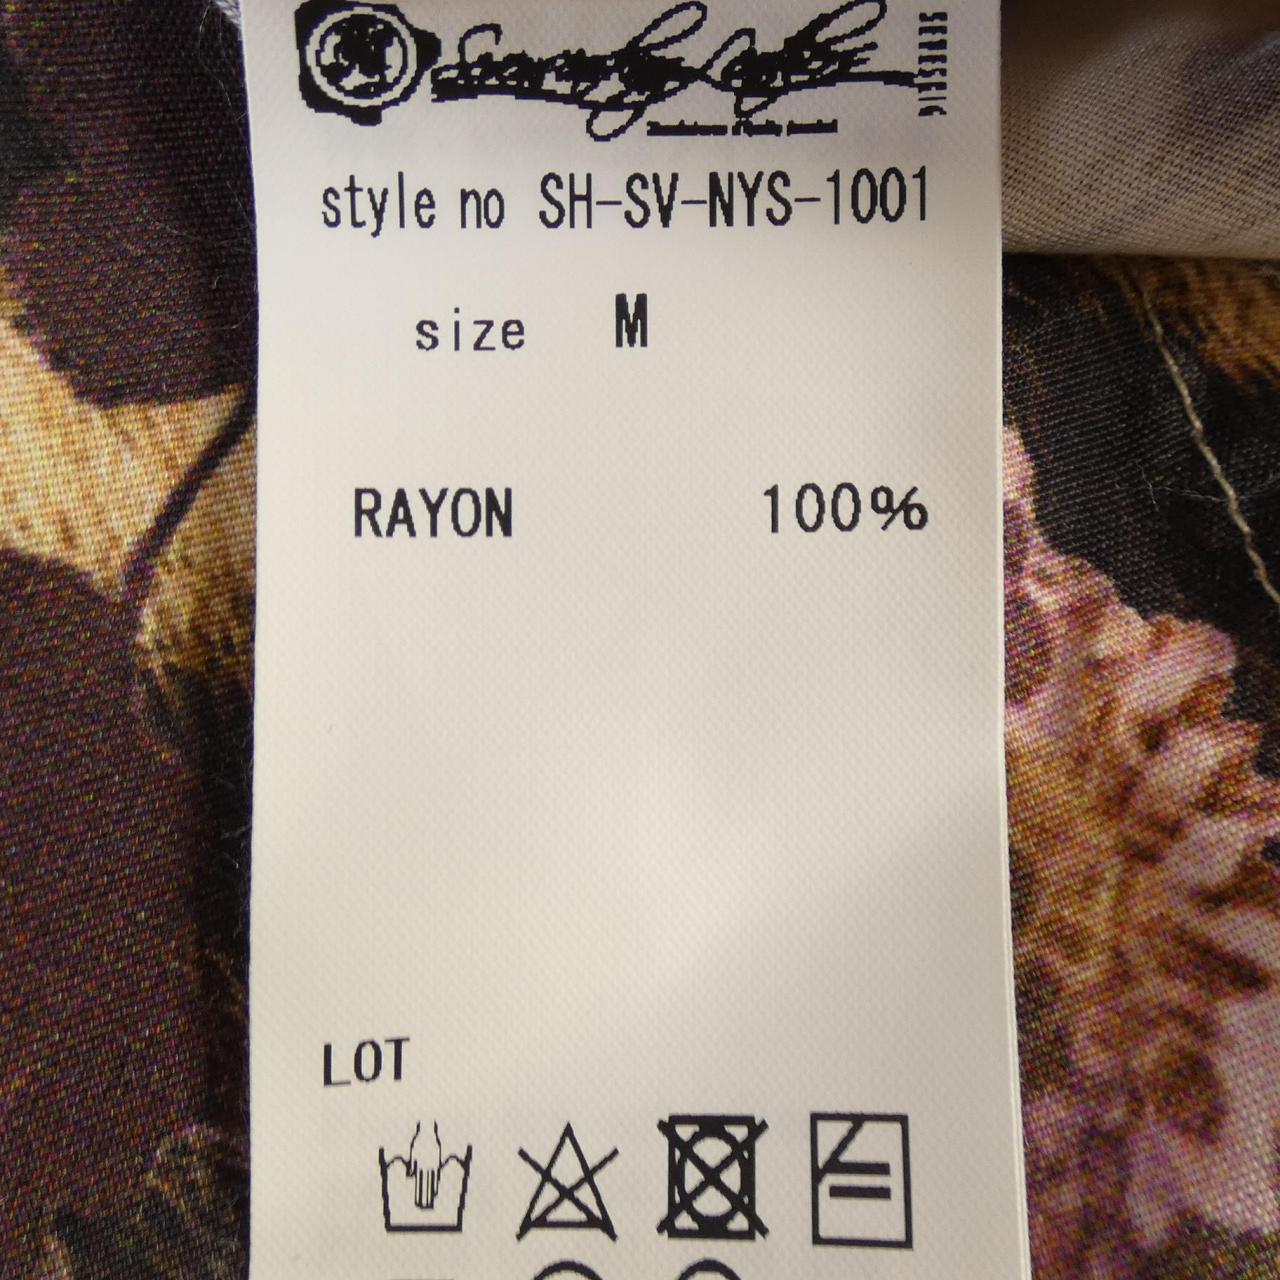 style no SH-SV-NYS-1001
size M
RAYON 100%
LOT